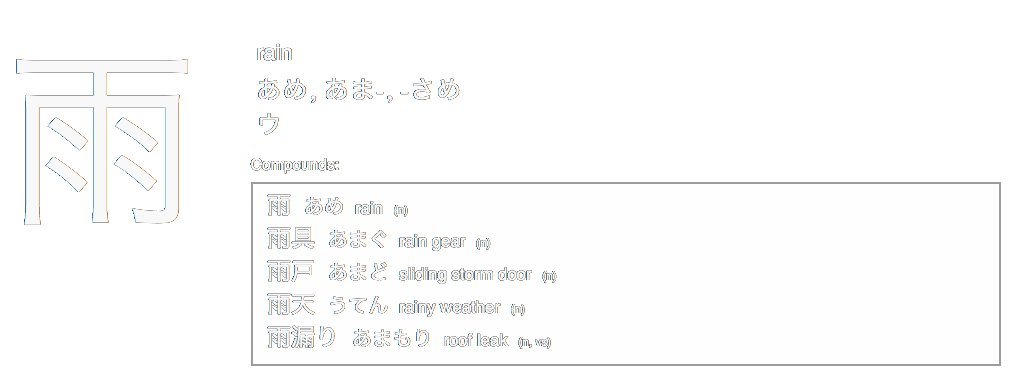 雨
rain
あめ, あま-, -さめ
ウ
Compounds:
雨 あめ rain (n)
雨具 あまぐ rain gear (n)
雨戸 あまど sliding storm door (n)
雨天 うてん rainy weather (n)
雨漏り あまもり roof leak (n, vs)